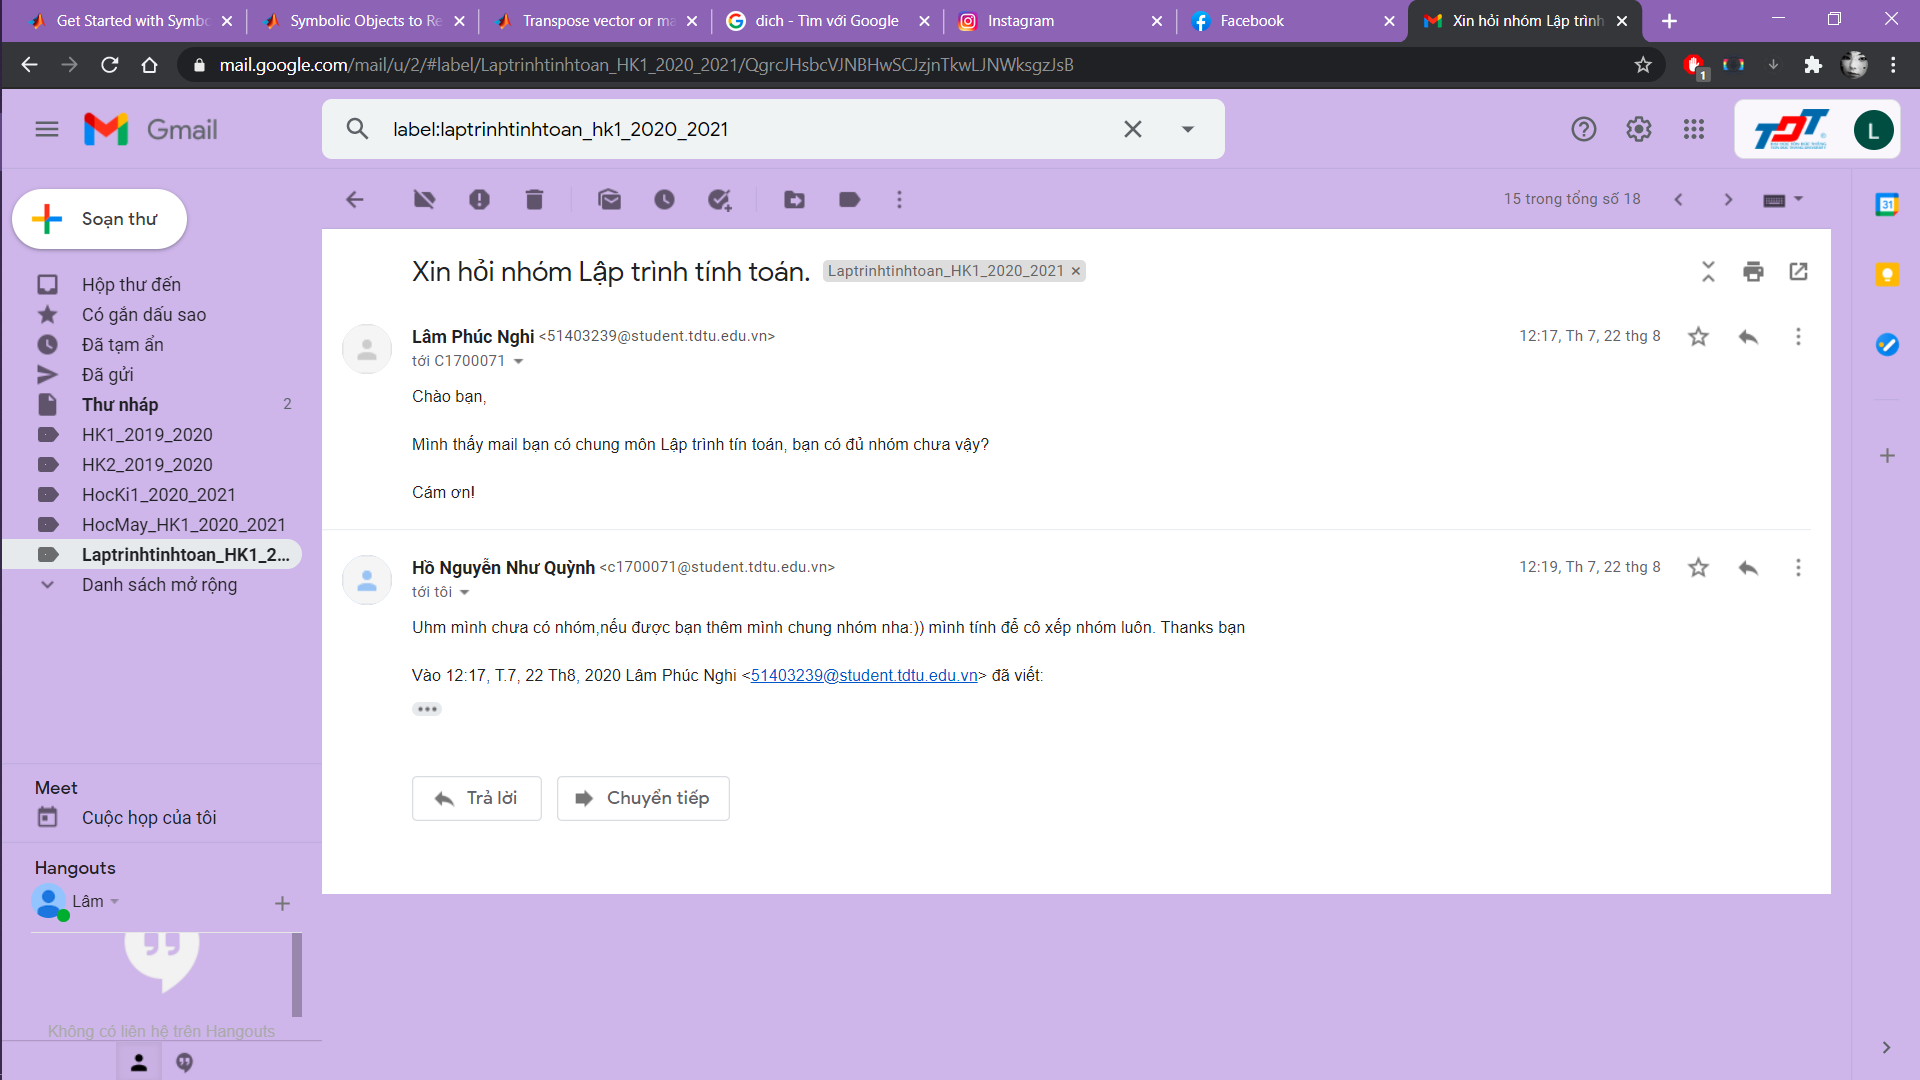 Get Started with Symbo
Symbolic Objects to Re
Transpose vector or ma
dich - Tìm với Google
Instagram
Facebook
Xin hỏi nhóm Lập trình
mail.google.com/mail/u/2/#label/Laptrinhtinhtoan_HK1_2020_2021/QgrcJHsbcVJNBHwSCJzjnTkwLJNWksgzJsB
1
Gmail
label:laptrinhtinhtoan_hk1_2020_2021
TDT
L
Soạn thư
15 trong tổng số 18
31
Hộp thư đến
Có gắn dấu sao
Đã tạm ẩn
Đã gửi
Thư nháp 2
HK1_2019_2020
HK2_2019_2020
HocKi1_2020_2021
HocMay_HK1_2020_2021
Laptrinhtinhtoan_HK1_2...
Danh sách mở rộng
Xin hỏi nhóm Lập trình tính toán.
Laptrinhtinhtoan_HK1_2020_2021
Lâm Phúc Nghi <51403239@student.tdtu.edu.vn>
12:17, Th 7, 22 thg 8
tới C1700071
Chào bạn,
Mình thấy mail bạn có chung môn Lập trình tín toán, bạn có đủ nhóm chưa vậy?
Cám ơn!
Hồ Nguyễn Như Quỳnh <c1700071@student.tdtu.edu.vn>
12:19, Th 7, 22 thg 8
tới tôi
Uhm mình chưa có nhóm,nếu được bạn thêm mình chung nhóm nha:)) mình tính để cô xếp nhóm luôn. Thanks bạn
Vào 12:17, T.7, 22 Th8, 2020 Lâm Phúc Nghi <51403239@student.tdtu.edu.vn> đã viết:
Trả lời
Chuyển tiếp
Meet
Cuộc họp của tôi
Hangouts
Lâm
Không có liên hệ trên Hangouts